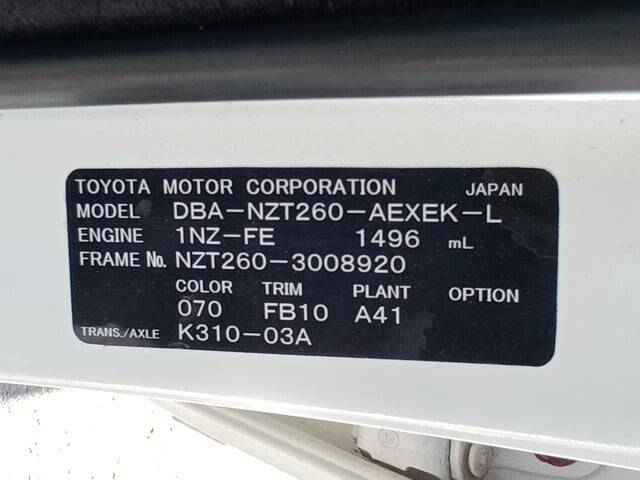 TOYOTA MOTOR CORPORATION JAPAN
MODEL DBA-NZT260-AEXEK-L
ENGINE 1NZ-FE 1496 mL
FRAME No. NZT260-3008920
COLOR TRIM PLANT OPTION
070 FB10 A41
TRANS./AXLE K310-03A